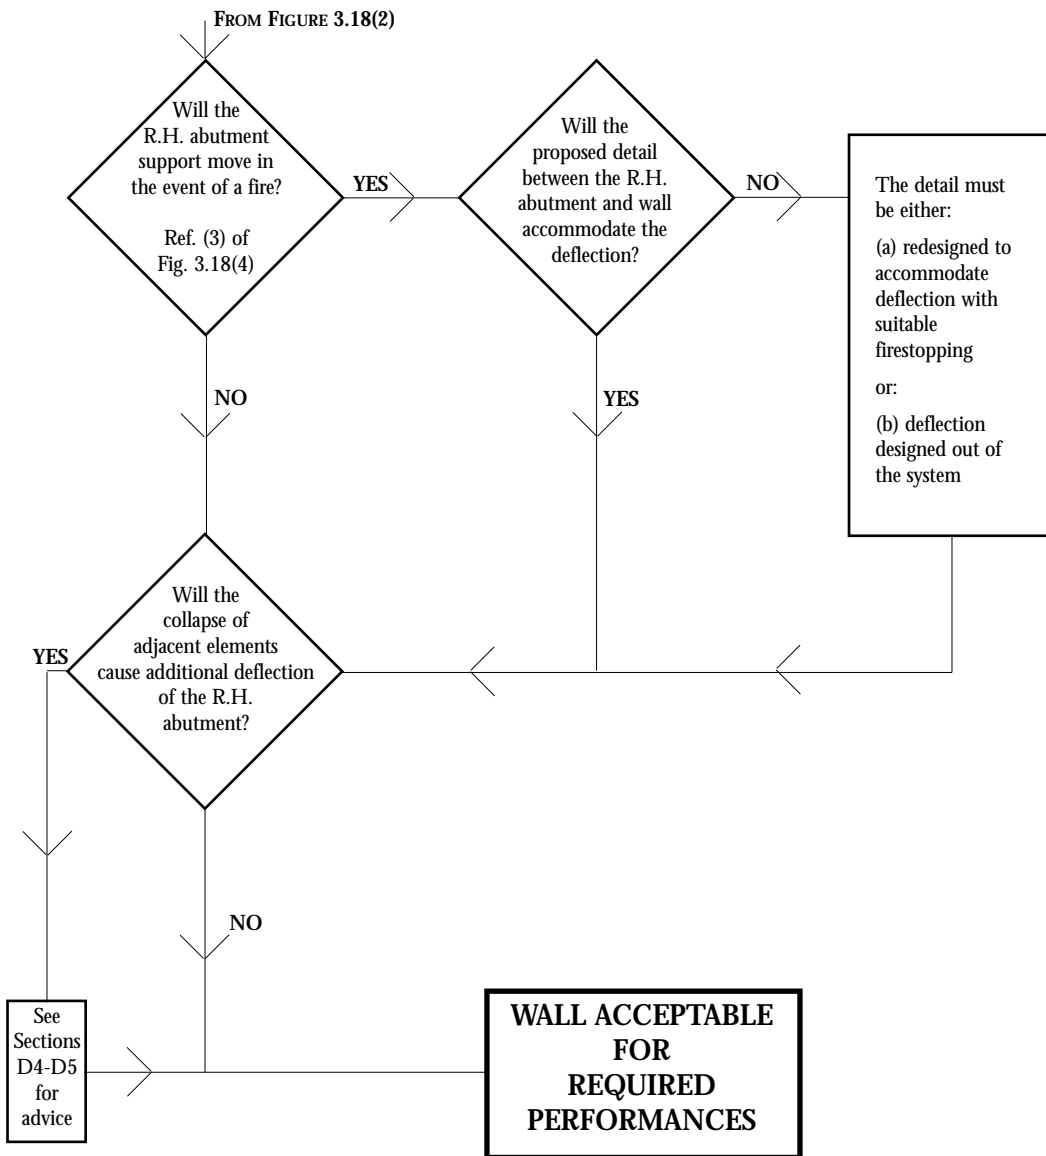 FROM FIGURE 3.18(2)
Will the
R.H. abutment
support move in
the event of a fire?
Ref. (3) of
Fig. 3.18(4)
YES
Will the
proposed detail
between the R.H.
abutment and wall
accommodate the
deflection?
NO
The detail must
be either:
(a) redesigned to
accommodate
deflection with
suitable
firestopping
or:
(b) deflection
designed out of
the system
NO
YES
Will the
collapse of
adjacent elements
cause additional deflection
of the R.H.
abutment?
YES
NO
See
Sections
D4-D5
for
advice
WALL ACCEPTABLE
FOR
REQUIRED
PERFORMANCES